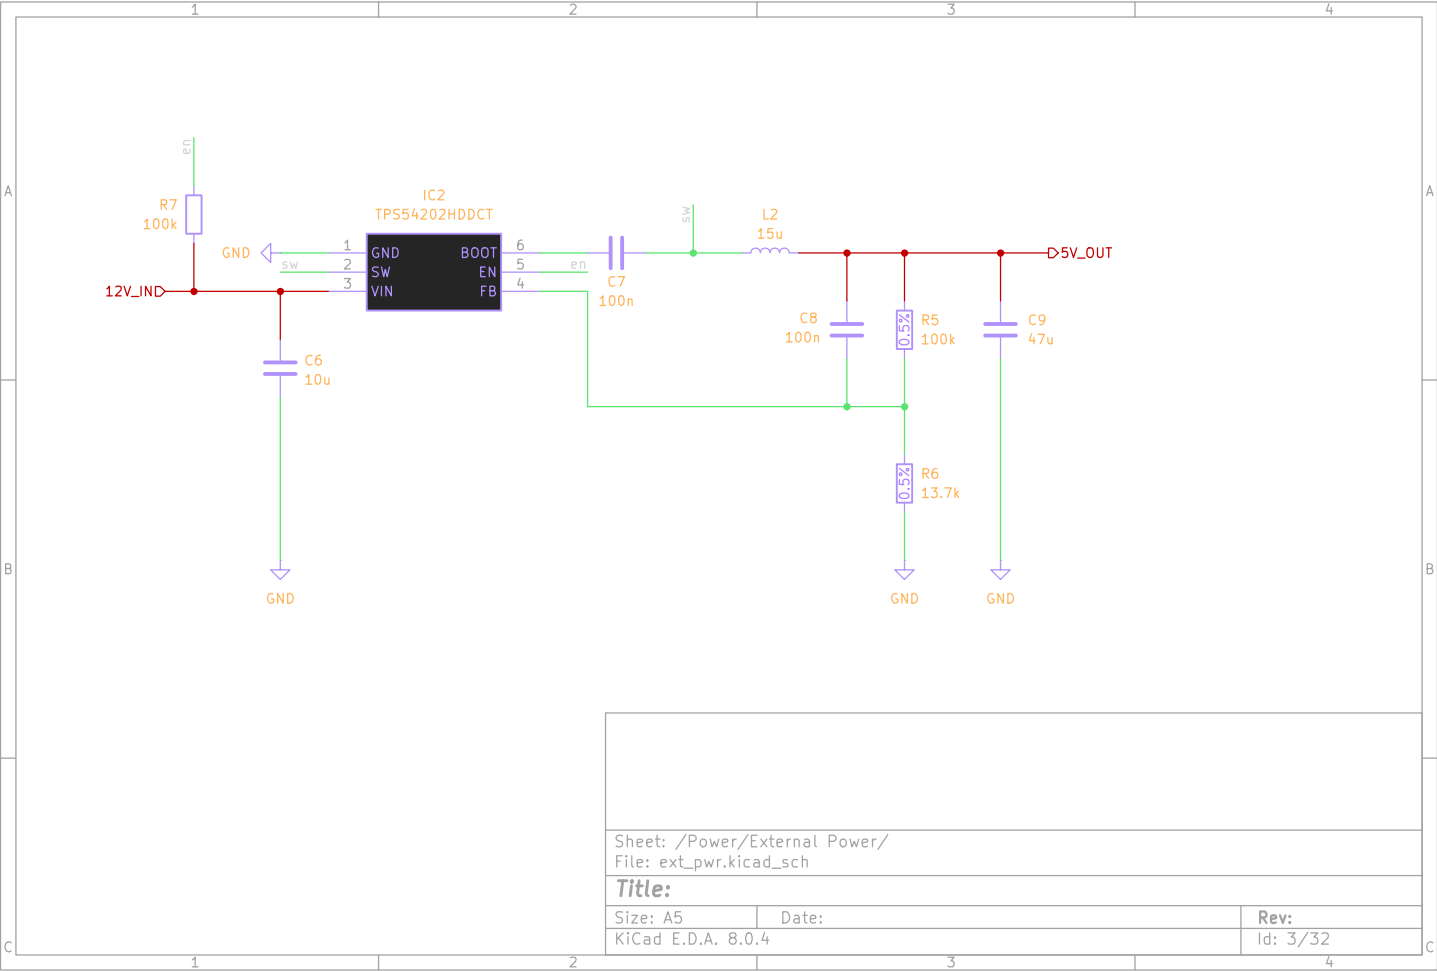 1 2 3 4
A A
B B
C C
en
R7
100k
IC2
TPS54202HDDCT
GND
sw
12V_IN
1 GND
2 SW
3 VIN
BOOT 6
EN 5
FB 4
en
C7
100n
sw
L2
15u
5V_OUT
C6
10u
C8
100n
0.5%
R5
100k
C9
47u
0.5%
R6
13.7k
GND
GND
GND
Sheet: /Power/External Power/
File: ext_pwr.kicad_sch
Title:
Size: A5 Date: Rev:
KiCad E.D.A. 8.0.4 Id: 3/32
1 2 3 4